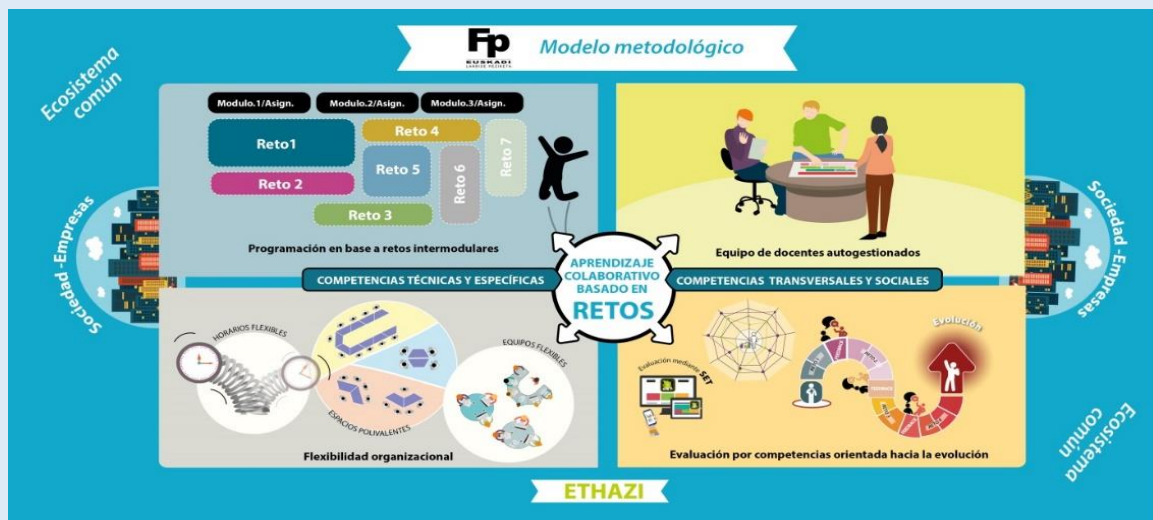 Fp
EUSKADI
LANBIDE HEZIKETA
Modelo metodológico
Ecosistema
común
Sociedad -Empresas
Modulo.1/Asign.
Modulo.2/Asign.
Modulo.3/Asign.
Reto1
Reto 2
Reto 3
Reto 4
Reto 5
Reto 6
Reto 7
Programación en base a retos intermodulares
Equipo de docentes autogestionados
COMPETENCIAS TÉCNICAS Y ESPECÍFICAS
APRENDIZAJE
COLABORATIVO
BASADO EN
RETOS
COMPETENCIAS TRANSVERSALES Y SOCIALES
HORARIOS FLEXIBLES
ESPACIOS POLIVALENTES
EQUIPOS FLEXIBLES
Flexibilidad organizacional
Evaluación mediante SET
Evolución
Evaluación por competencias orientada hacia la evolución
Sociedad -Empresas
Ecosistema
común
ETHAZI